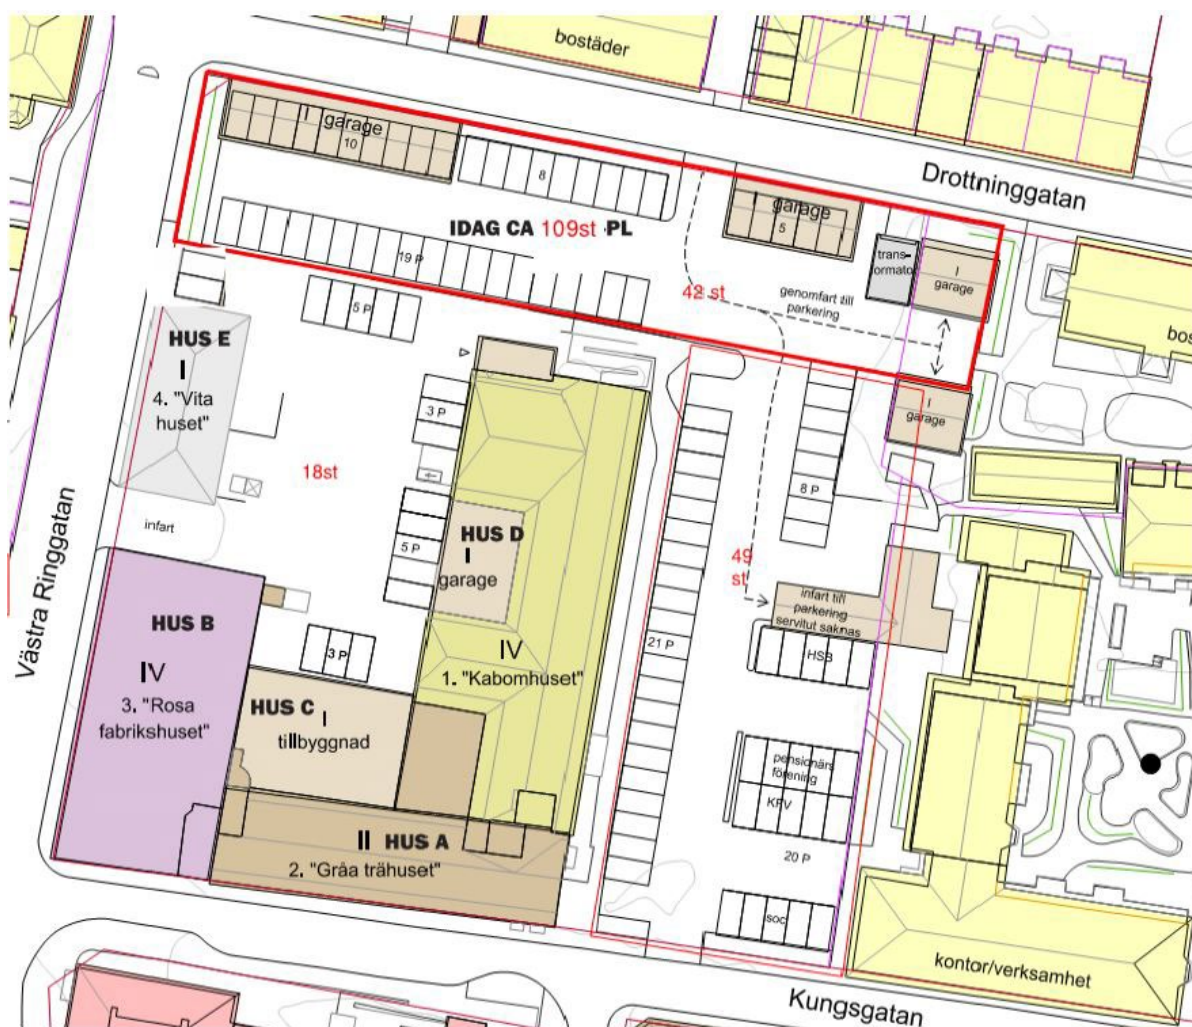 bostäder
I garage
10
8
Drottninggatan
garage
5
IDAG CA 109st PL
19 P
trans-
formator
I
garage
42 st
genomfart till
parkering
5 P
HUS E
I
4. "Vita
huset"
3 P
I
garage
18st
8 P
infart
HUS D
I
garage
5 P
49
st
Västra Ringgatan
HUS B
IV
3. "Rosa
fabrikshuset"
3 P
IV
1. "Kabomhuset"
21 P
infart till
parkering
servitut saknas
HSB
HUS C
I
tillbyggnad
pensionärs
förening
KFV
II HUS A
2. "Gråa trähuset"
20 P
soc
kontor/verksamhet
Kungsgatan